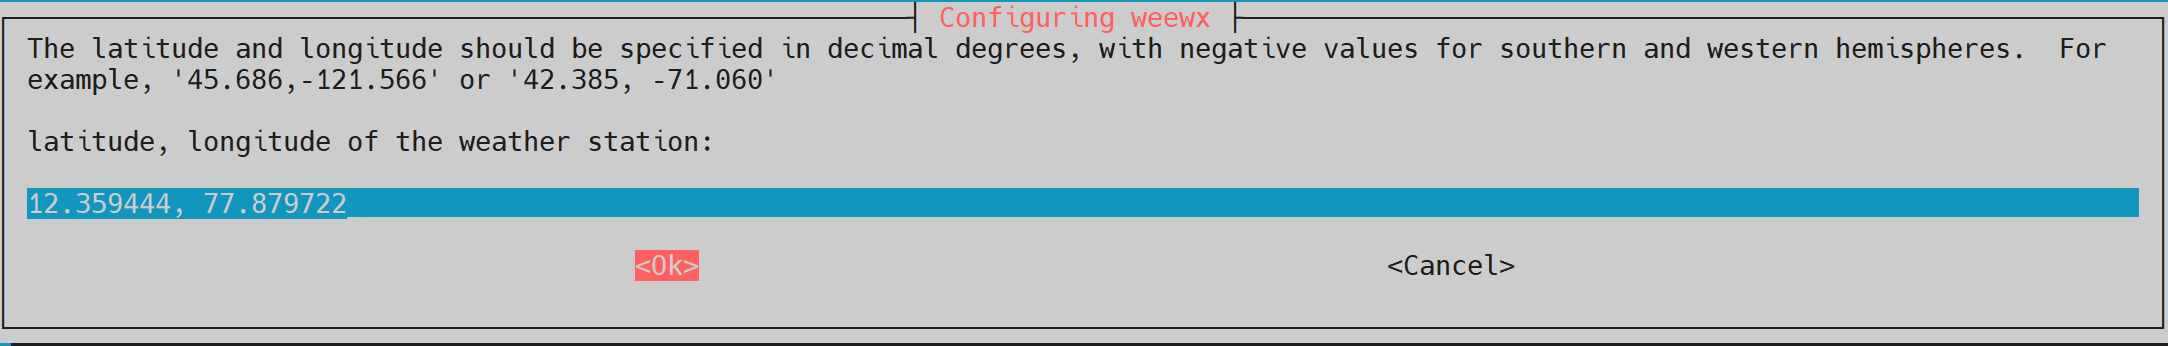 Configuring weewx
The latitude and longitude should be specified in decimal degrees, with negative values for southern and western hemispheres.  For
example, '45.686,-121.566' or '42.385, -71.060'
latitude, longitude of the weather station:
12.359444, 77.879722
<Ok> <Cancel>